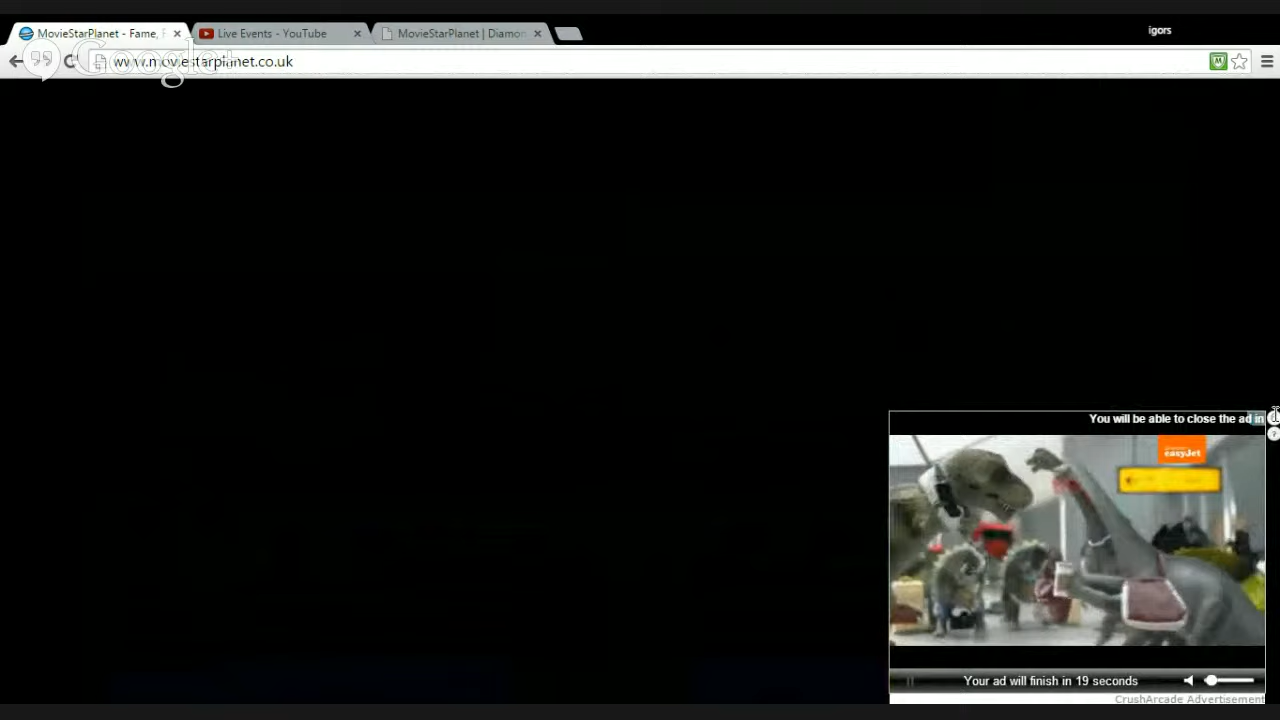 MovieStarPlanet - Fame, F
Live Events - YouTube
MovieStarPlanet | Diamon
igors
Google+
www.moviestarplanet.co.uk
You will be able to close the ad in
easyJet
Your ad will finish in 19 seconds
CrushArcade Advertisement